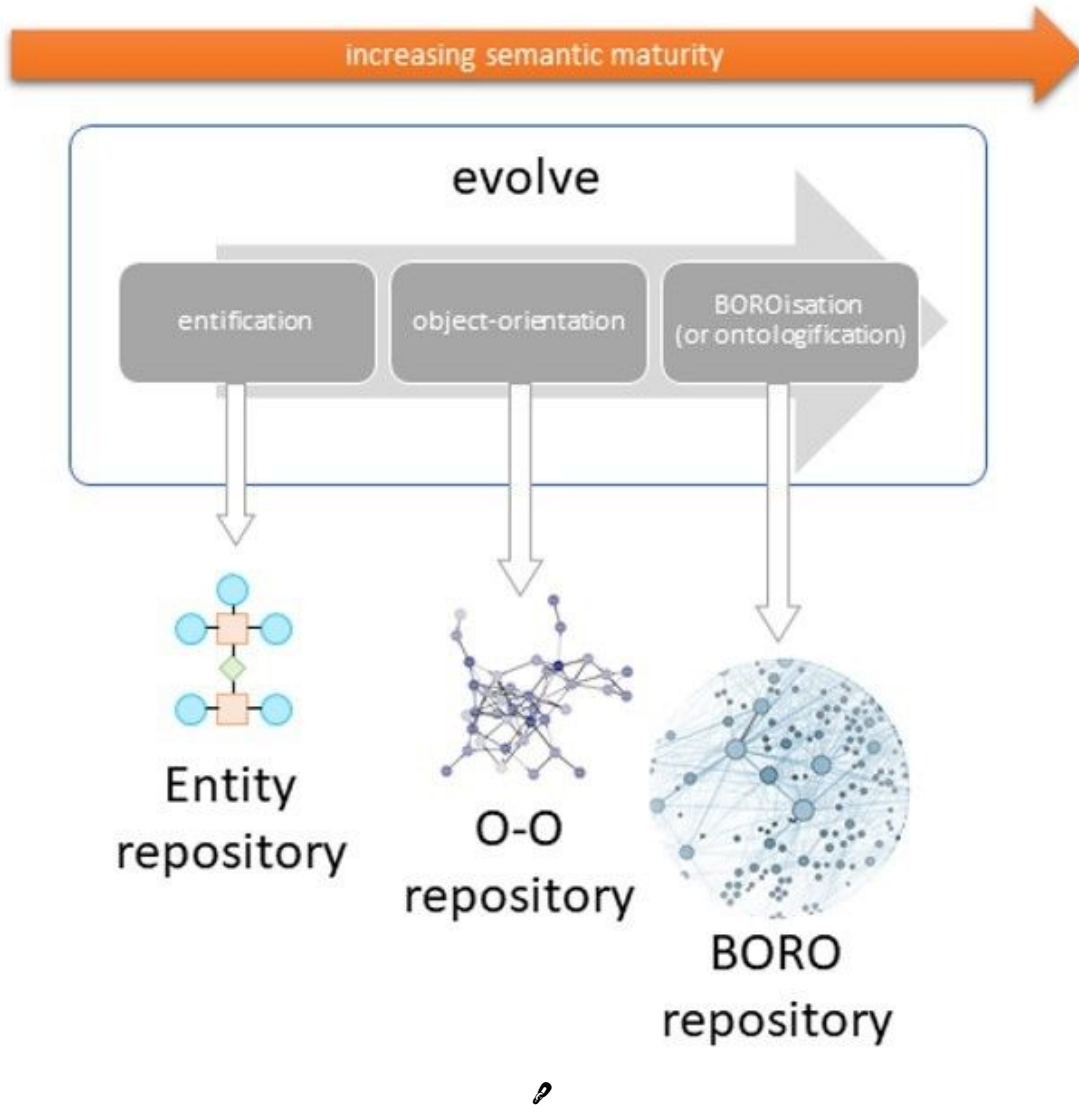 increasing semantic maturity
evolve
entification
object-orientation
BOROisation
(or ontologification)
Entity
repository
O-O
repository
BORO
repository